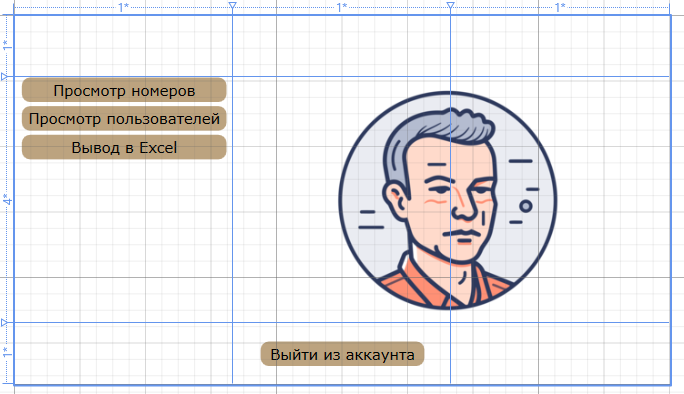 1*
1*
1*
1*
Просмотр номеров
Просмотр пользователей
Вывод в Excel
4*
1*
Выйти из аккаунта